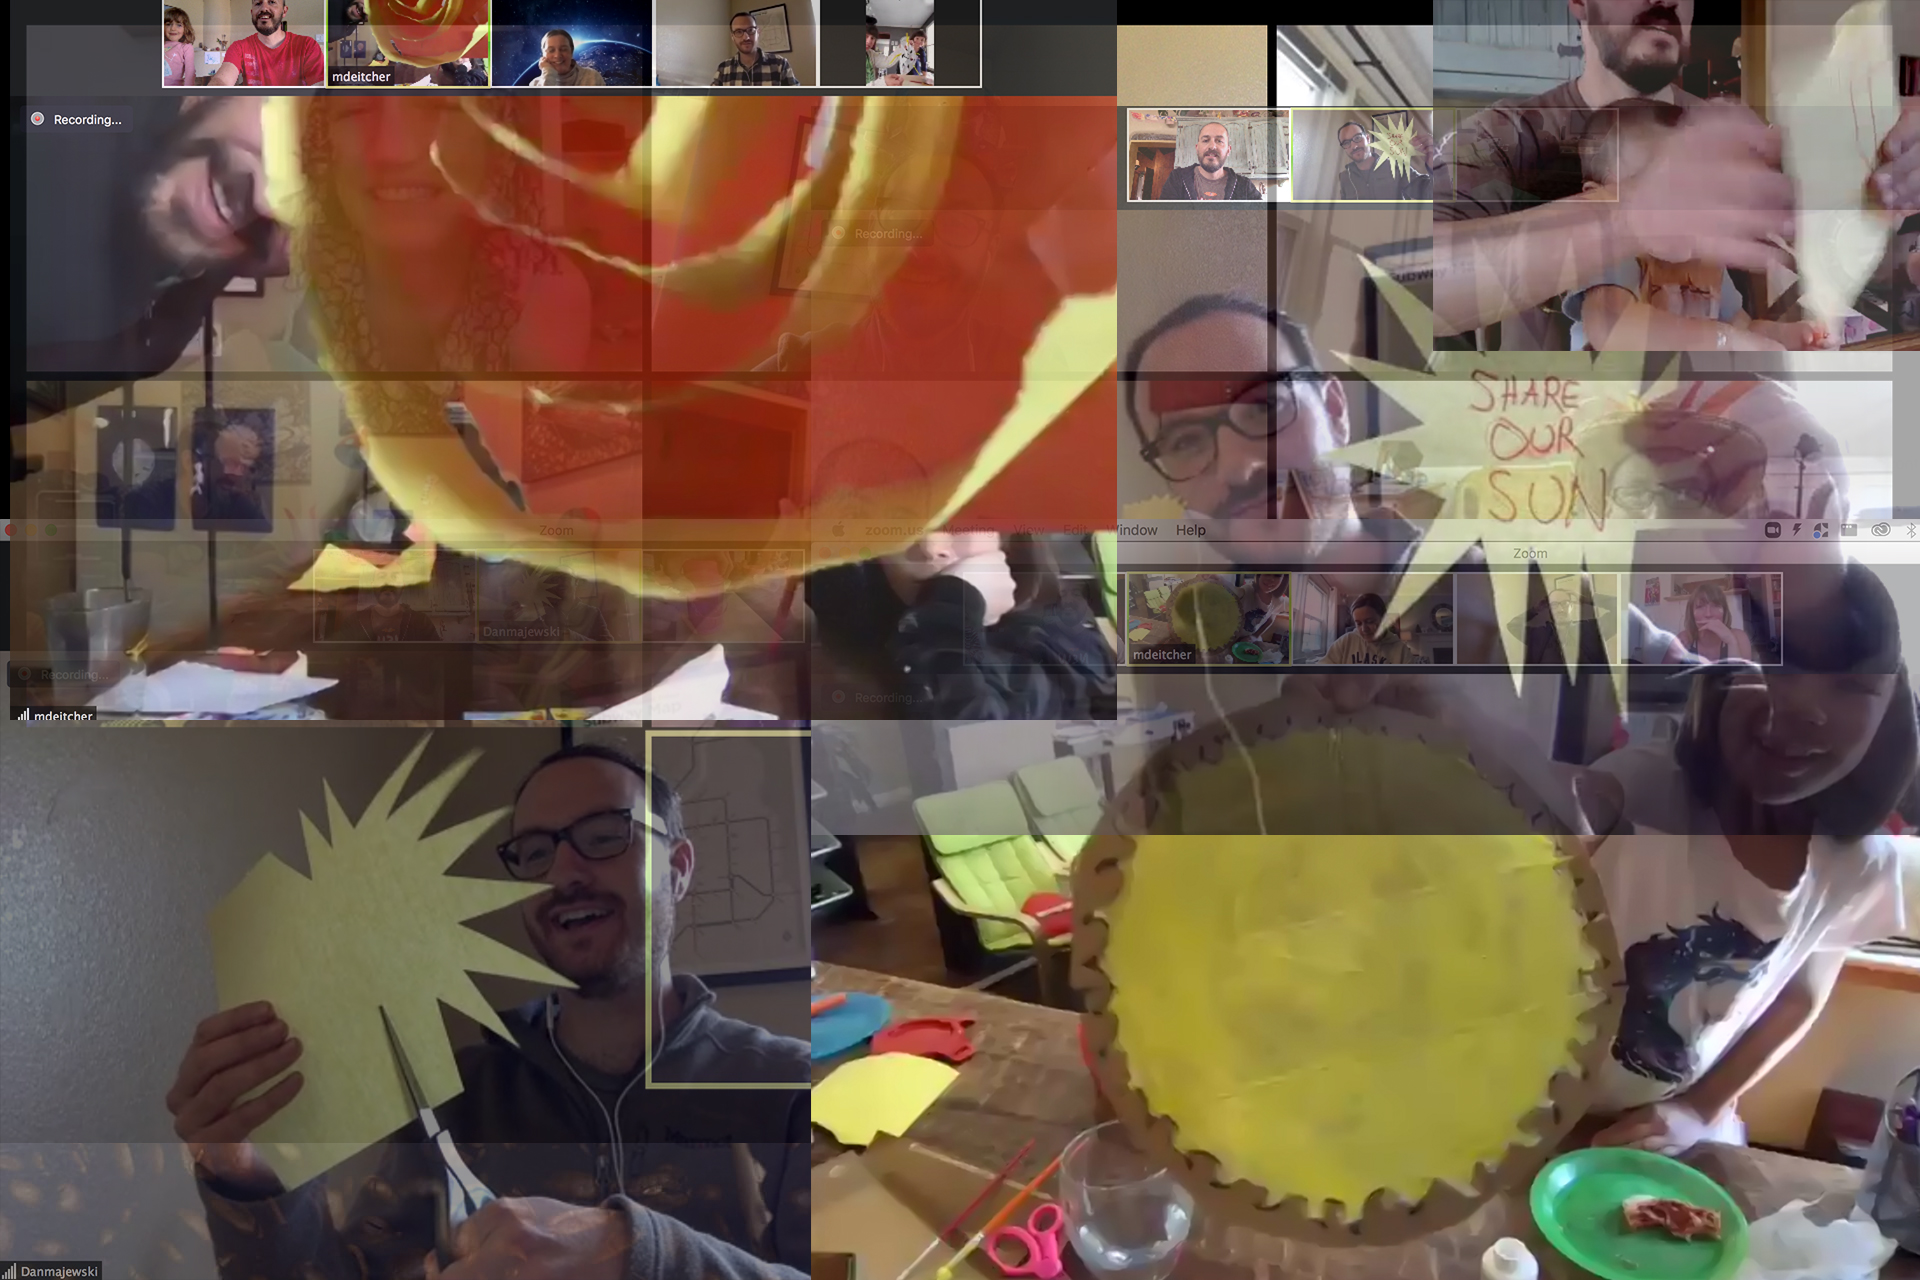 mdeitcher
Recording...
Recording...
SHARE
OUR
SUN
Zoom
zoom.us Meeting View Edit Window Help
Zoom
Danmajewski
mdeitcher
ALASKA
Recording...
Recording...
mdeitcher
Danmajewski